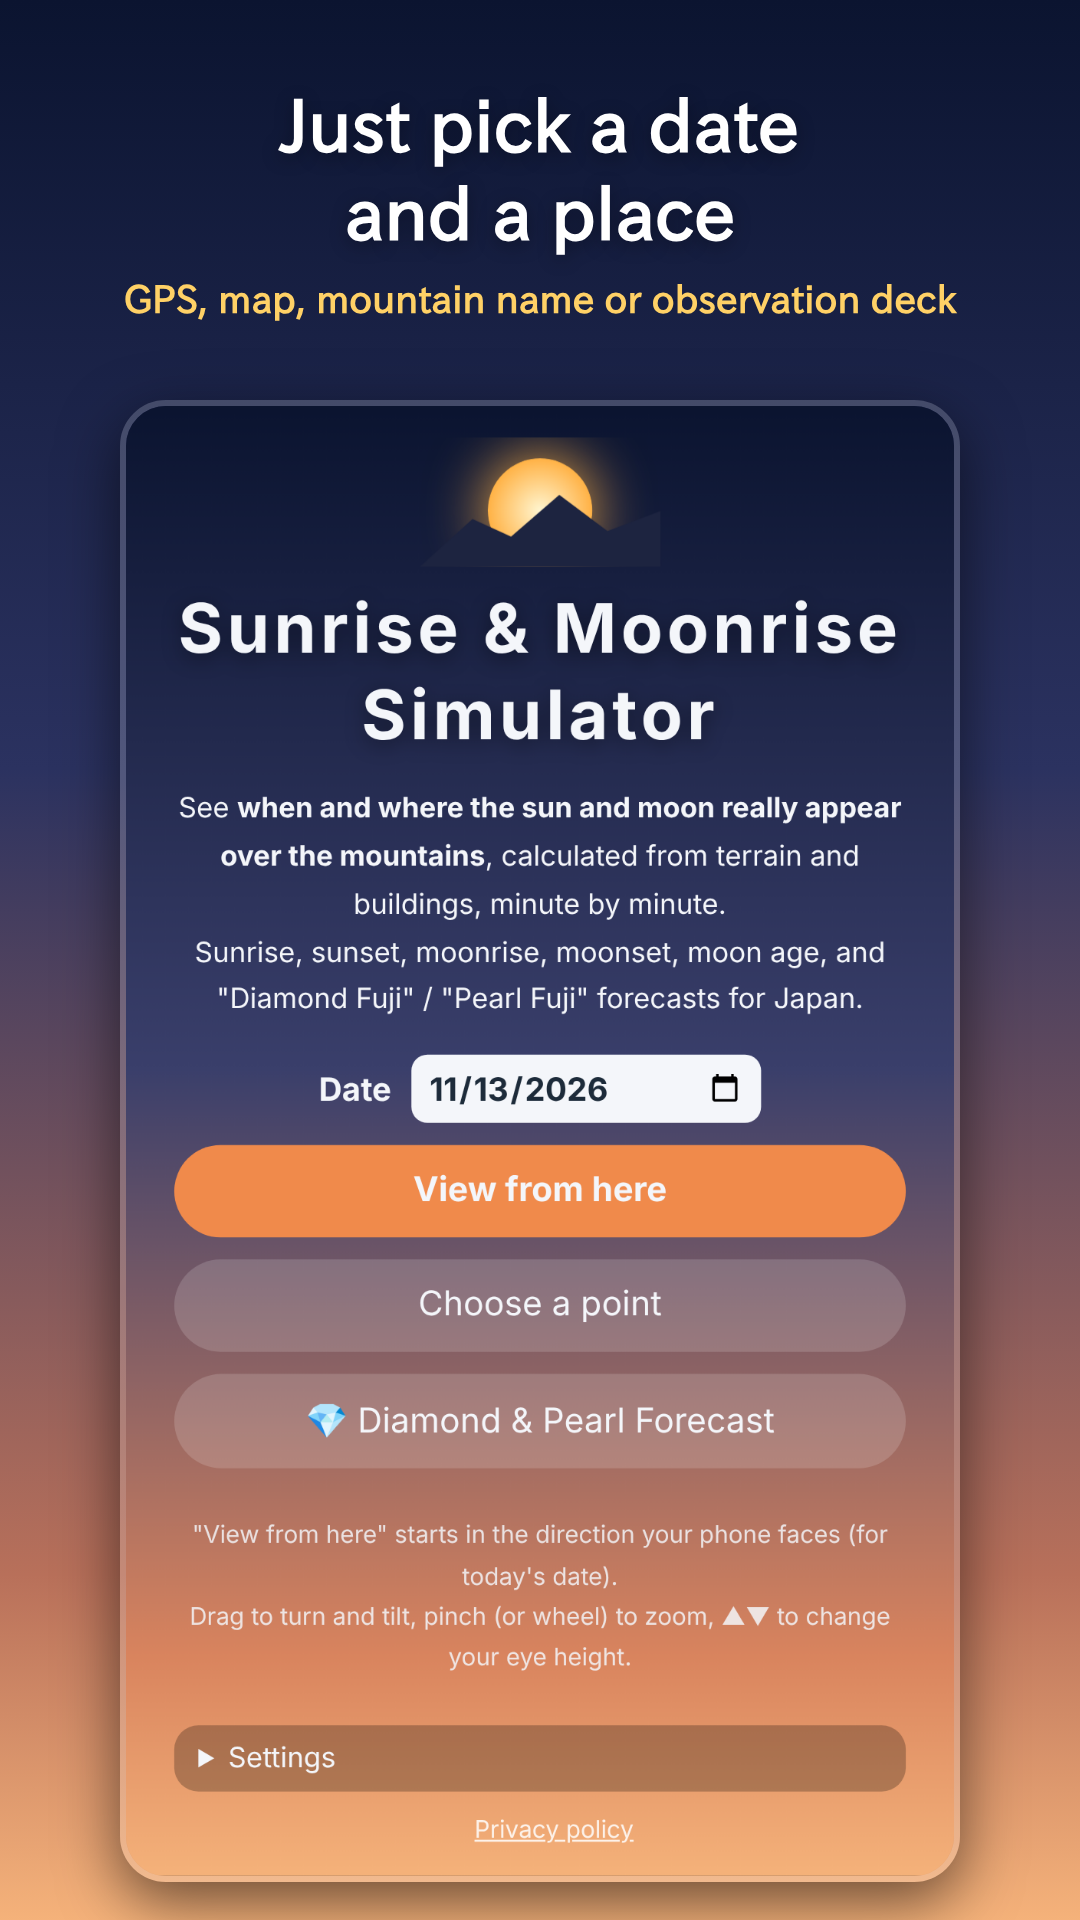 Just pick a date
and a place
GPS, map, mountain name or observation deck
Sunrise & Moonrise
Simulator
See when and where the sun and moon really appear
over the mountains, calculated from terrain and
buildings, minute by minute.
Sunrise, sunset, moonrise, moonset, moon age, and
"Diamond Fuji" / "Pearl Fuji" forecasts for Japan.
Date 11/13/2026
View from here
Choose a point
💎 Diamond & Pearl Forecast
"View from here" starts in the direction your phone faces (for
today's date).
Drag to turn and tilt, pinch (or wheel) to zoom, ▲▼ to change
your eye height.
▶ Settings
Privacy policy